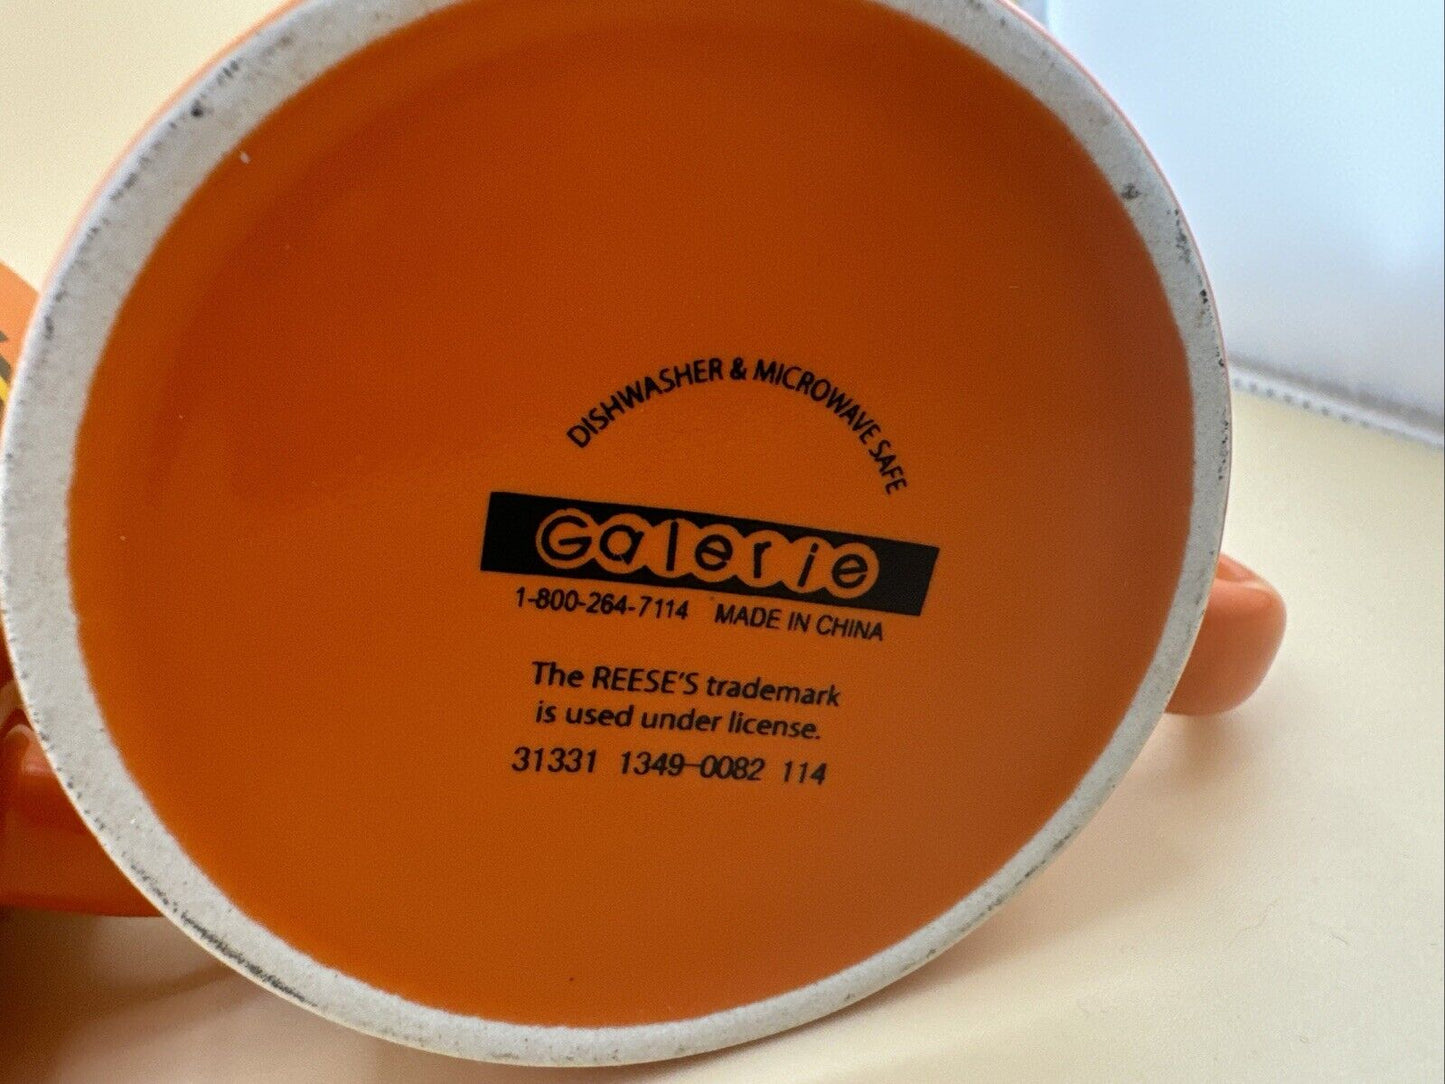 DISHWASHER & MICROWAVE SAFE
Galerie
1-800-264-7114 MADE IN CHINA
The REESE'S trademark
is used under license.
31331 1349-0082 114